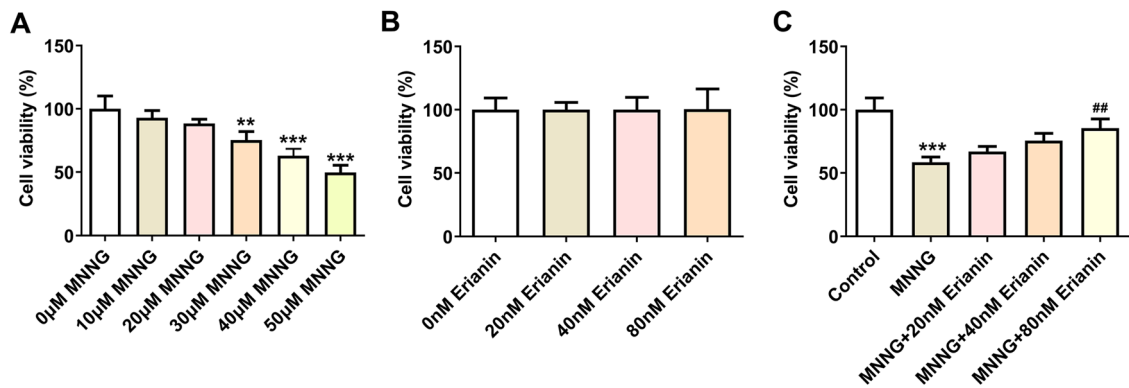 A
Cell viability (%)
150
100
50
0
**
***
***
0μM MNNG
10μM MNNG
20μM MNNG
30μM MNNG
40μM MNNG
50μM MNNG
B
Cell viability (%)
150
100
50
0
0nM Erianin
20nM Erianin
40nM Erianin
80nM Erianin
C
Cell viability (%)
150
100
50
0
***
##
Control
MNNG
MNNG+20nM Erianin
MNNG+40nM Erianin
MNNG+80nM Erianin